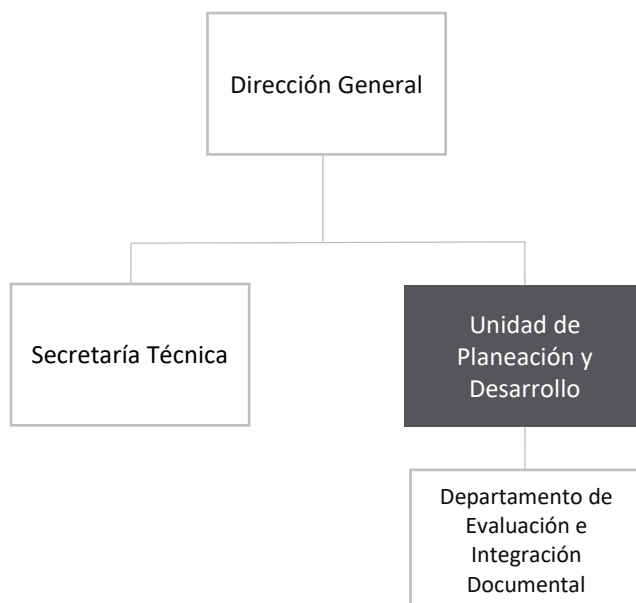 Dirección General
Secretaría Técnica
Unidad de
Planeación y
Desarrollo
Departamento de
Evaluación e
Integración
Documental